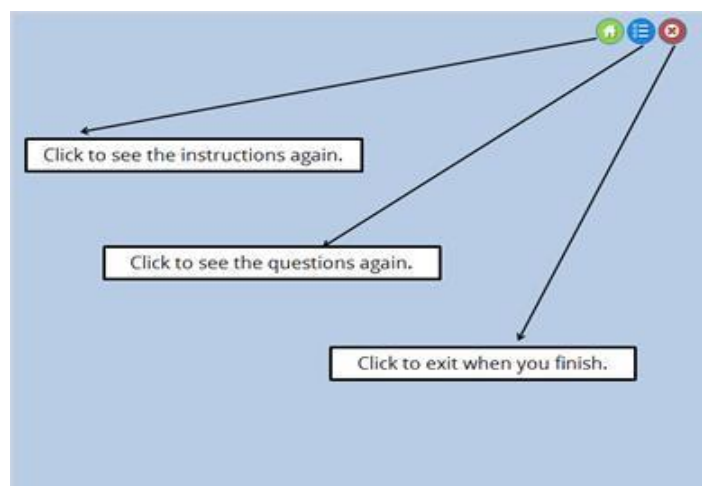 Click to see the instructions again.
Click to see the questions again.
Click to exit when you finish.